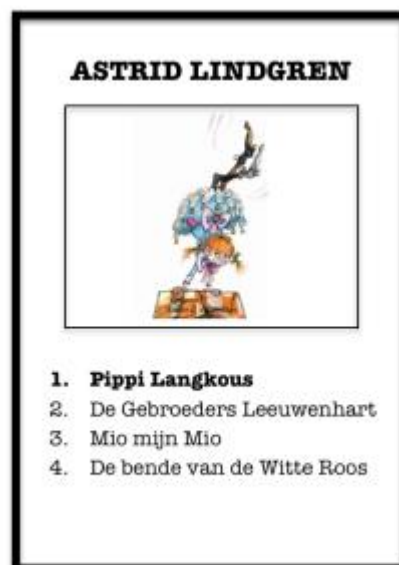 ASTRID LINDGREN
1. Pippi Langkous
2. De Gebroeders Leeuwenhart
3. Mio mijn Mio
4. De bende van de Witte Roos